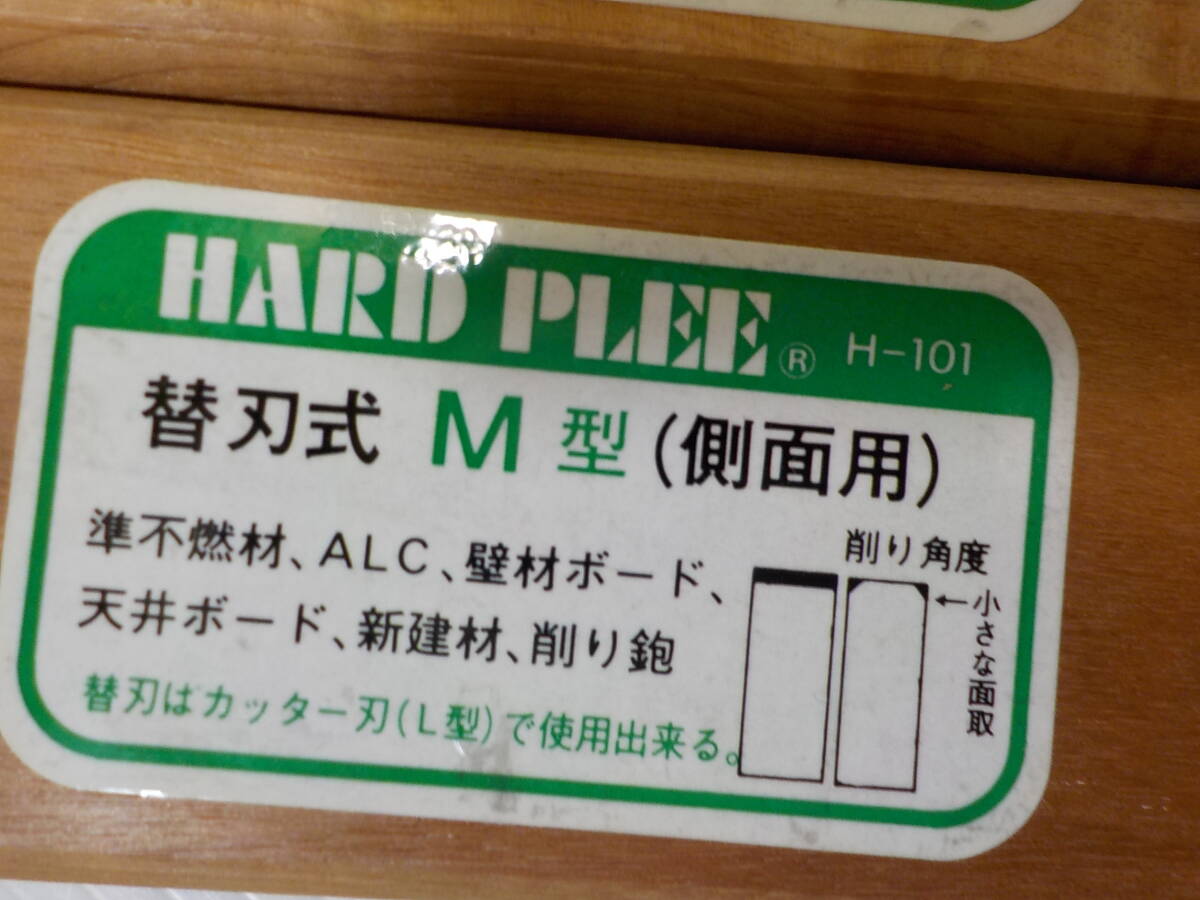 HARD PLEE® H-101
替刃式 M型(側面用)
準不燃材、ALC、壁材ボード、
天井ボード、新建材、削り鉋
替刃はカッター刃(L型)で使用出来る。
削り角度
←小さな面取